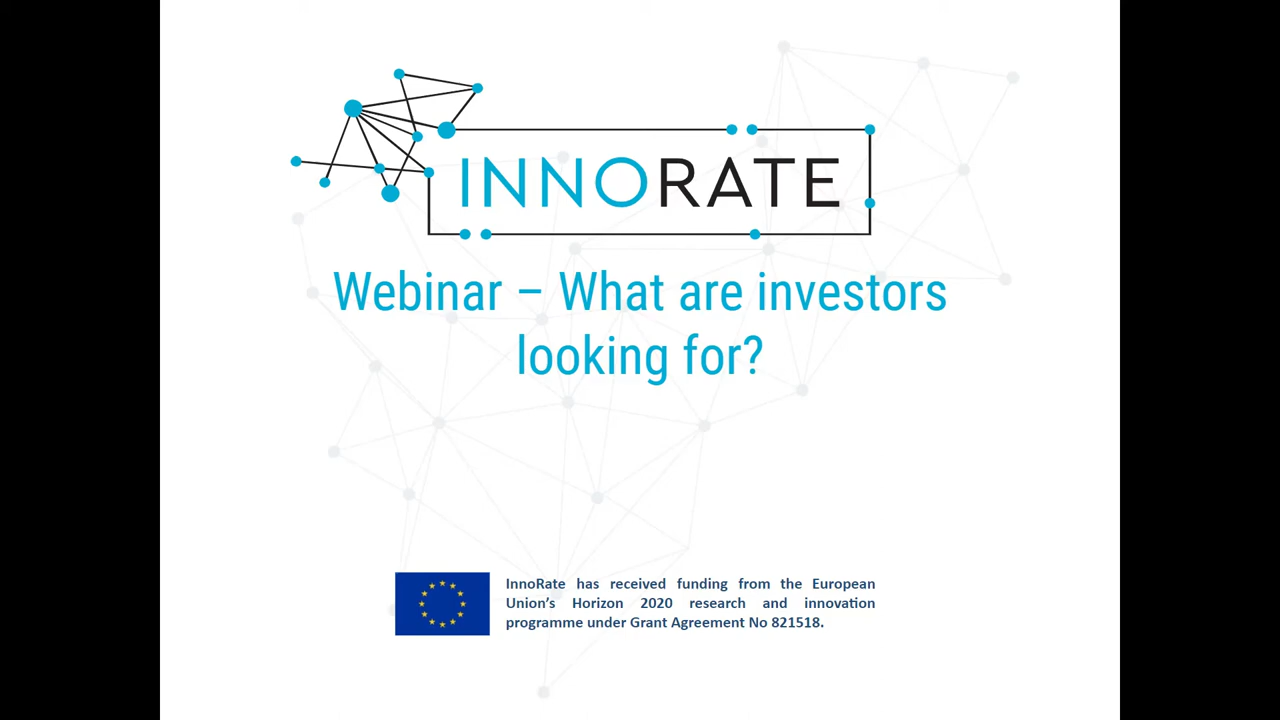 INNORATE
Webinar – What are investors
looking for?
InnoRate has received funding from the European
Union’s Horizon 2020 research and innovation
programme under Grant Agreement No 821518.